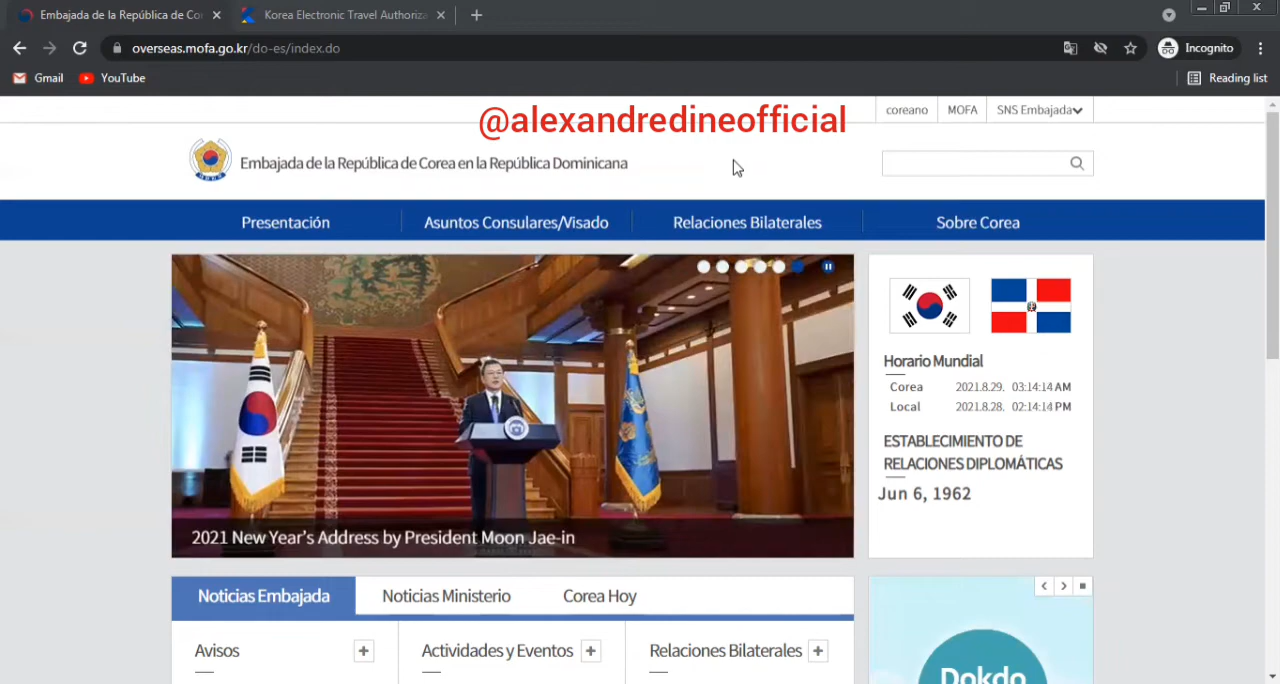 Embajada de la República de Co
Korea Electronic Travel Authoriza
overseas.mofa.go.kr/do-es/index.do
Incognito
Gmail
YouTube
Reading list
@alexandredineofficial
coreano
MOFA
SNS Embajada
Embajada de la República de Corea en la República Dominicana
Presentación
Asuntos Consulares/Visado
Relaciones Bilaterales
Sobre Corea
2021 New Year's Address by President Moon Jae-in
Horario Mundial
Corea 2021.8.29. 03:14:14 AM
Local 2021.8.28. 02:14:14 PM
ESTABLECIMIENTO DE
RELACIONES DIPLOMÁTICAS
Jun 6, 1962
Noticias Embajada
Noticias Ministerio
Corea Hoy
Avisos
Actividades y Eventos
Relaciones Bilaterales
Dokdo